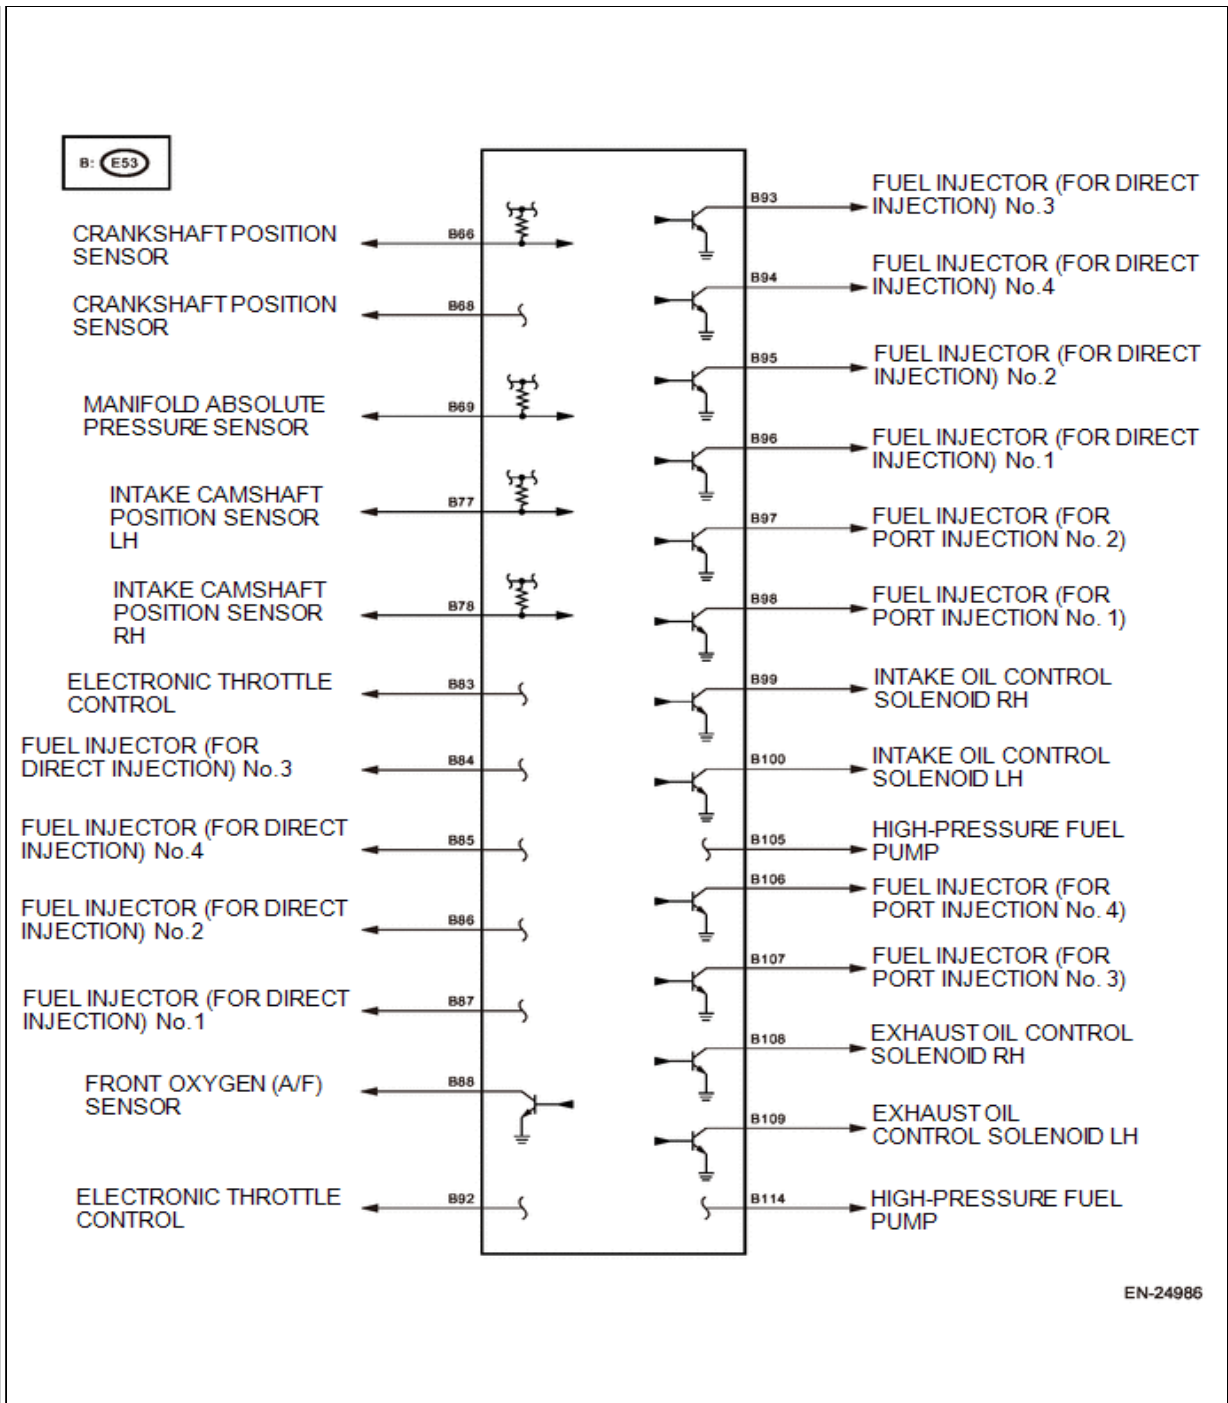 B: E53
CRANKSHAFT POSITION
SENSOR
B66
CRANKSHAFT POSITION
SENSOR
B68
MANIFOLD ABSOLUTE
PRESSURE SENSOR
B69
INTAKE CAMSHAFT
POSITION SENSOR
LH
B77
INTAKE CAMSHAFT
POSITION SENSOR
RH
B78
ELECTRONIC THROTTLE
CONTROL
B83
FUEL INJECTOR (FOR
DIRECT INJECTION) No.3
B84
FUEL INJECTOR (FOR DIRECT
INJECTION) No.4
B85
FUEL INJECTOR (FOR DIRECT
INJECTION) No.2
B86
FUEL INJECTOR (FOR DIRECT
INJECTION) No.1
B87
FRONT OXYGEN (A/F)
SENSOR
B88
ELECTRONIC THROTTLE
CONTROL
B92
B93
FUEL INJECTOR (FOR DIRECT
INJECTION) No.3
B94
FUEL INJECTOR (FOR DIRECT
INJECTION) No.4
B95
FUEL INJECTOR (FOR DIRECT
INJECTION) No.2
B96
FUEL INJECTOR (FOR DIRECT
INJECTION) No.1
B97
FUEL INJECTOR (FOR
PORT INJECTION No. 2)
B98
FUEL INJECTOR (FOR
PORT INJECTION No. 1)
B99
INTAKE OIL CONTROL
SOLENOID RH
B100
INTAKE OIL CONTROL
SOLENOID LH
B105
HIGH-PRESSURE FUEL
PUMP
B106
FUEL INJECTOR (FOR
PORT INJECTION No. 4)
B107
FUEL INJECTOR (FOR
PORT INJECTION No. 3)
B108
EXHAUST OIL CONTROL
SOLENOID RH
B109
EXHAUST OIL
CONTROL SOLENOID LH
B114
HIGH-PRESSURE FUEL
PUMP
EN-24986